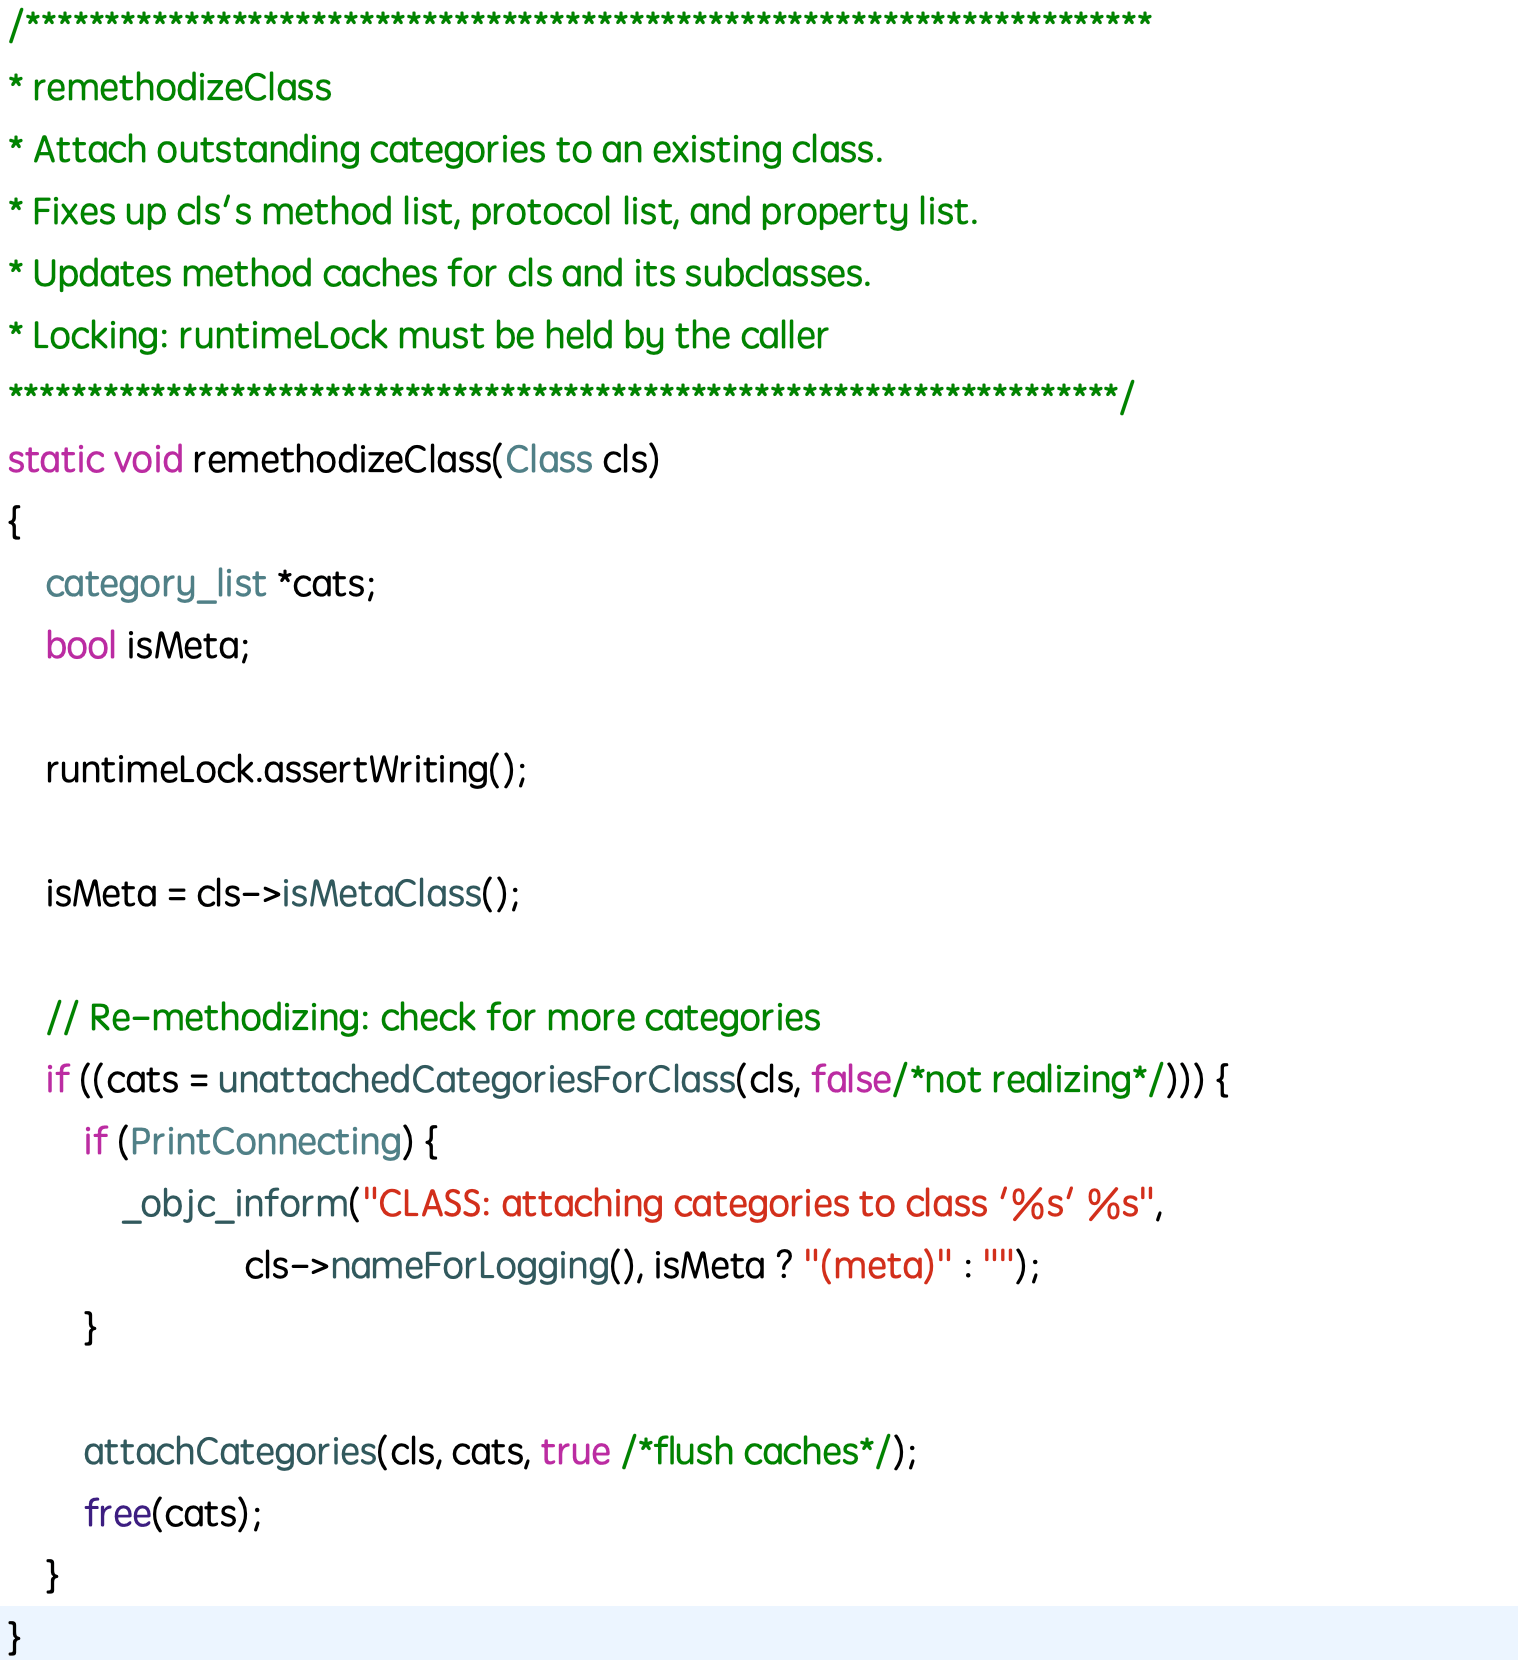 /***********************************************************************
* remethodizeClass
* Attach outstanding categories to an existing class.
* Fixes up cls's method list, protocol list, and property list.
* Updates method caches for cls and its subclasses.
* Locking: runtimeLock must be held by the caller
**********************************************************************/
static void remethodizeClass(Class cls)
{
category_list *cats;
bool isMeta;
runtimeLock.assertWriting();
isMeta = cls->isMetaClass();
// Re-methodizing: check for more categories
if ((cats = unattachedCategoriesForClass(cls, false/*not realizing*/))) {
if (PrintConnecting) {
_objc_inform("CLASS: attaching categories to class '%s' %s",
cls->nameForLogging(), isMeta ? "(meta)" : "");
}
attachCategories(cls, cats, true /*flush caches*/);
free(cats);
}
}